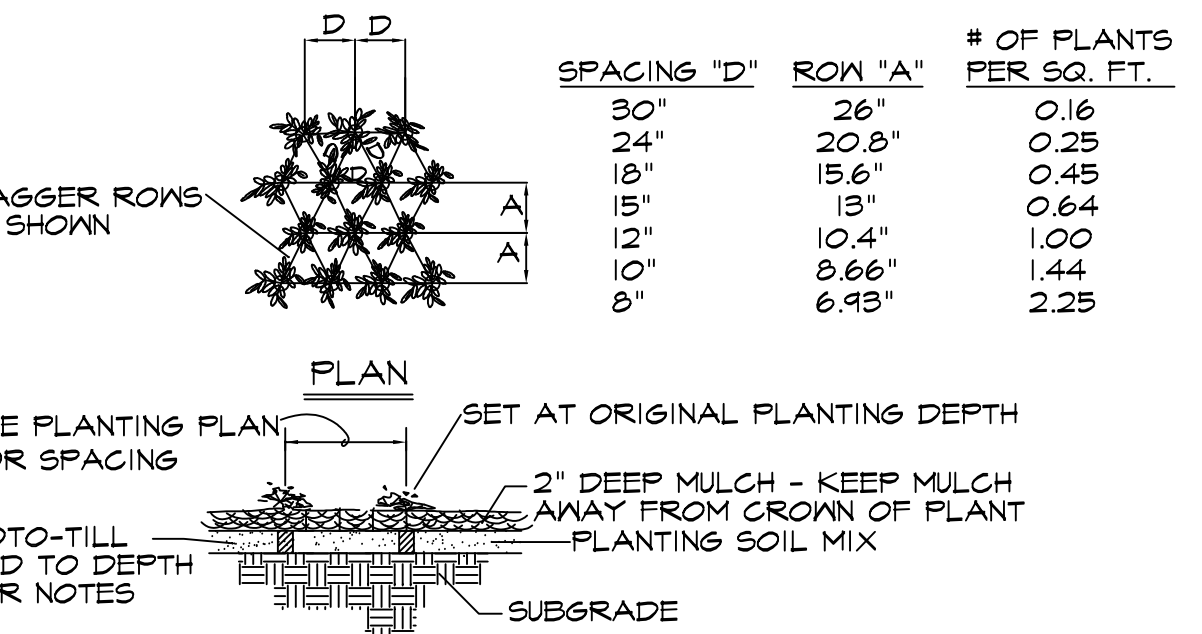 D D
SPACING "D" ROW "A" # OF PLANTS PER SQ. FT.
30" 26" 0.16
24" 20.8" 0.25
18" 15.6" 0.45
15" 13" 0.64
12" 10.4" 1.00
10" 8.66" 1.44
8" 6.93" 2.25
D D
D
AGGER ROWS
SHOWN
A
A
PLAN
E PLANTING PLAN
OR SPACING
SET AT ORIGINAL PLANTING DEPTH
2" DEEP MULCH - KEEP MULCH
AWAY FROM CROWN OF PLANT
OTO-TILL
D TO DEPTH
R NOTES
PLANTING SOIL MIX
SUBGRADE